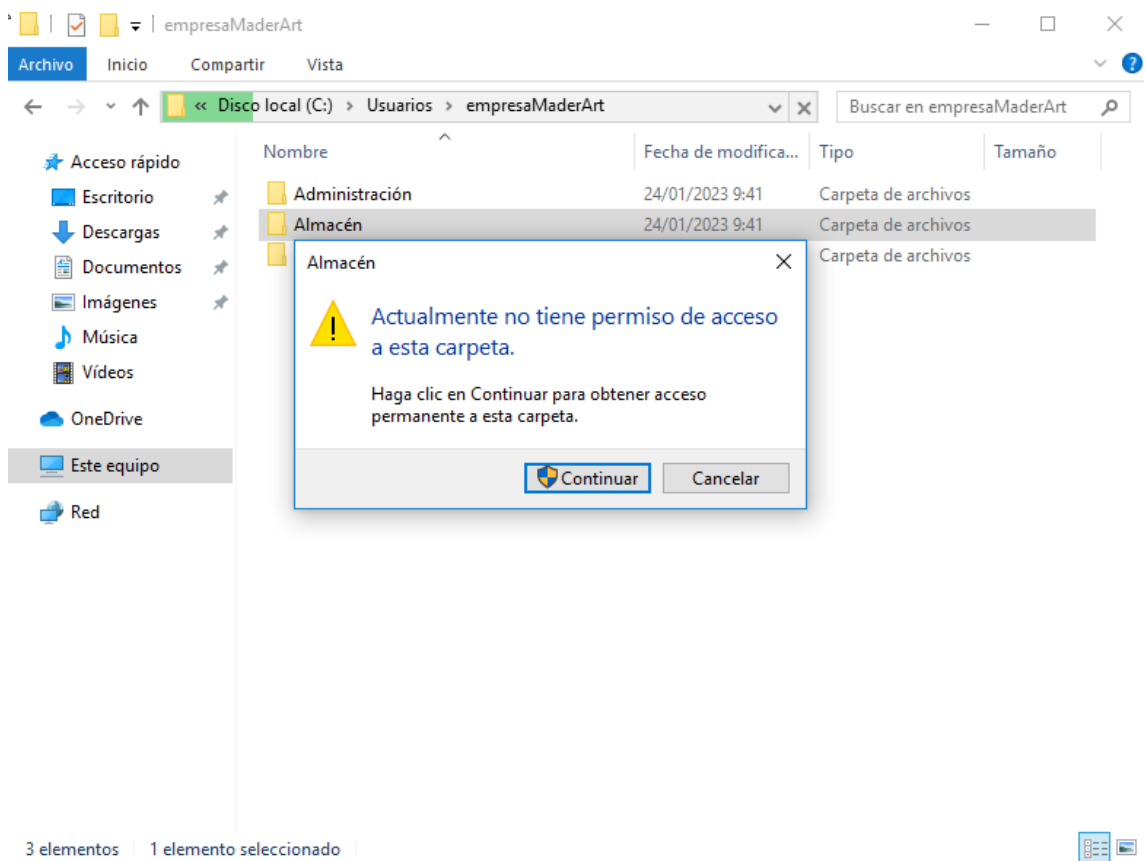 empresaMaderArt
Archivo Inicio Compartir Vista
« Disco local (C:) › Usuarios › empresaMaderArt
Buscar en empresaMaderArt
Acceso rápido
Escritorio
Descargas
Documentos
Imágenes
Música
Vídeos
OneDrive
Este equipo
Red
Nombre Fecha de modifica... Tipo Tamaño
Administración 24/01/2023 9:41 Carpeta de archivos
Almacén 24/01/2023 9:41 Carpeta de archivos
Carpeta de archivos
Almacén
Actualmente no tiene permiso de acceso
a esta carpeta.
Haga clic en Continuar para obtener acceso
permanente a esta carpeta.
Continuar Cancelar
3 elementos 1 elemento seleccionado